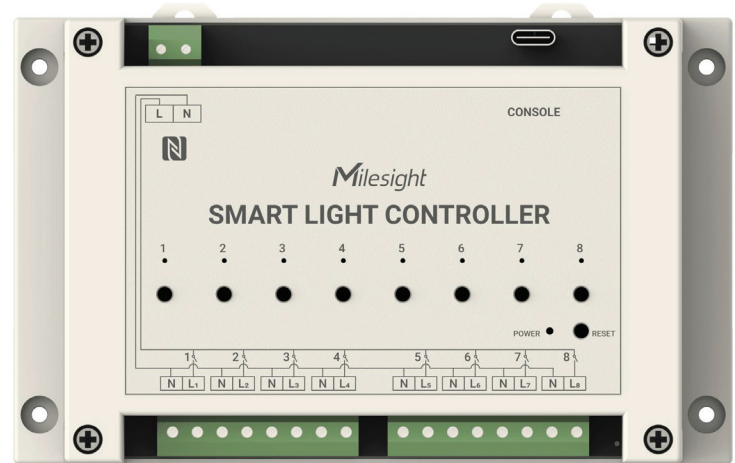 L N
CONSOLE
Milesight
SMART LIGHT CONTROLLER
1 2 3 4 5 6 7 8
POWER RESET
1 2 3 4 5 6 7 8
N L1 N L2 N L3 N L4 N L5 N L6 N L7 N L8